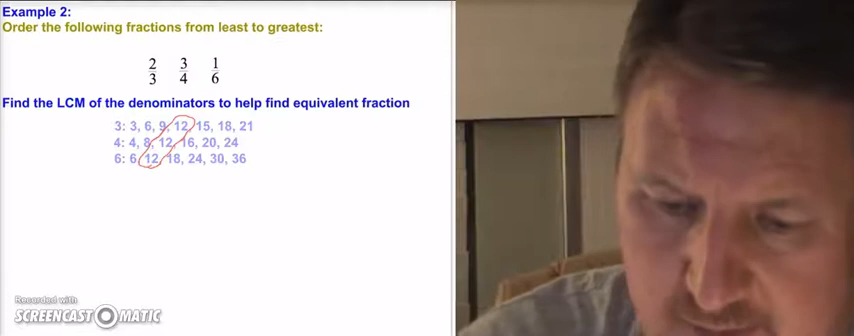 Example 2:
Order the following fractions from least to greatest:
2/3 3/4 1/6
Find the LCM of the denominators to help find equivalent fraction
3: 3, 6, 9, 12, 15, 18, 21
4: 4, 8, 12, 16, 20, 24
6: 6, 12, 18, 24, 30, 36
Recorded with
SCREENCAST-O-MATIC